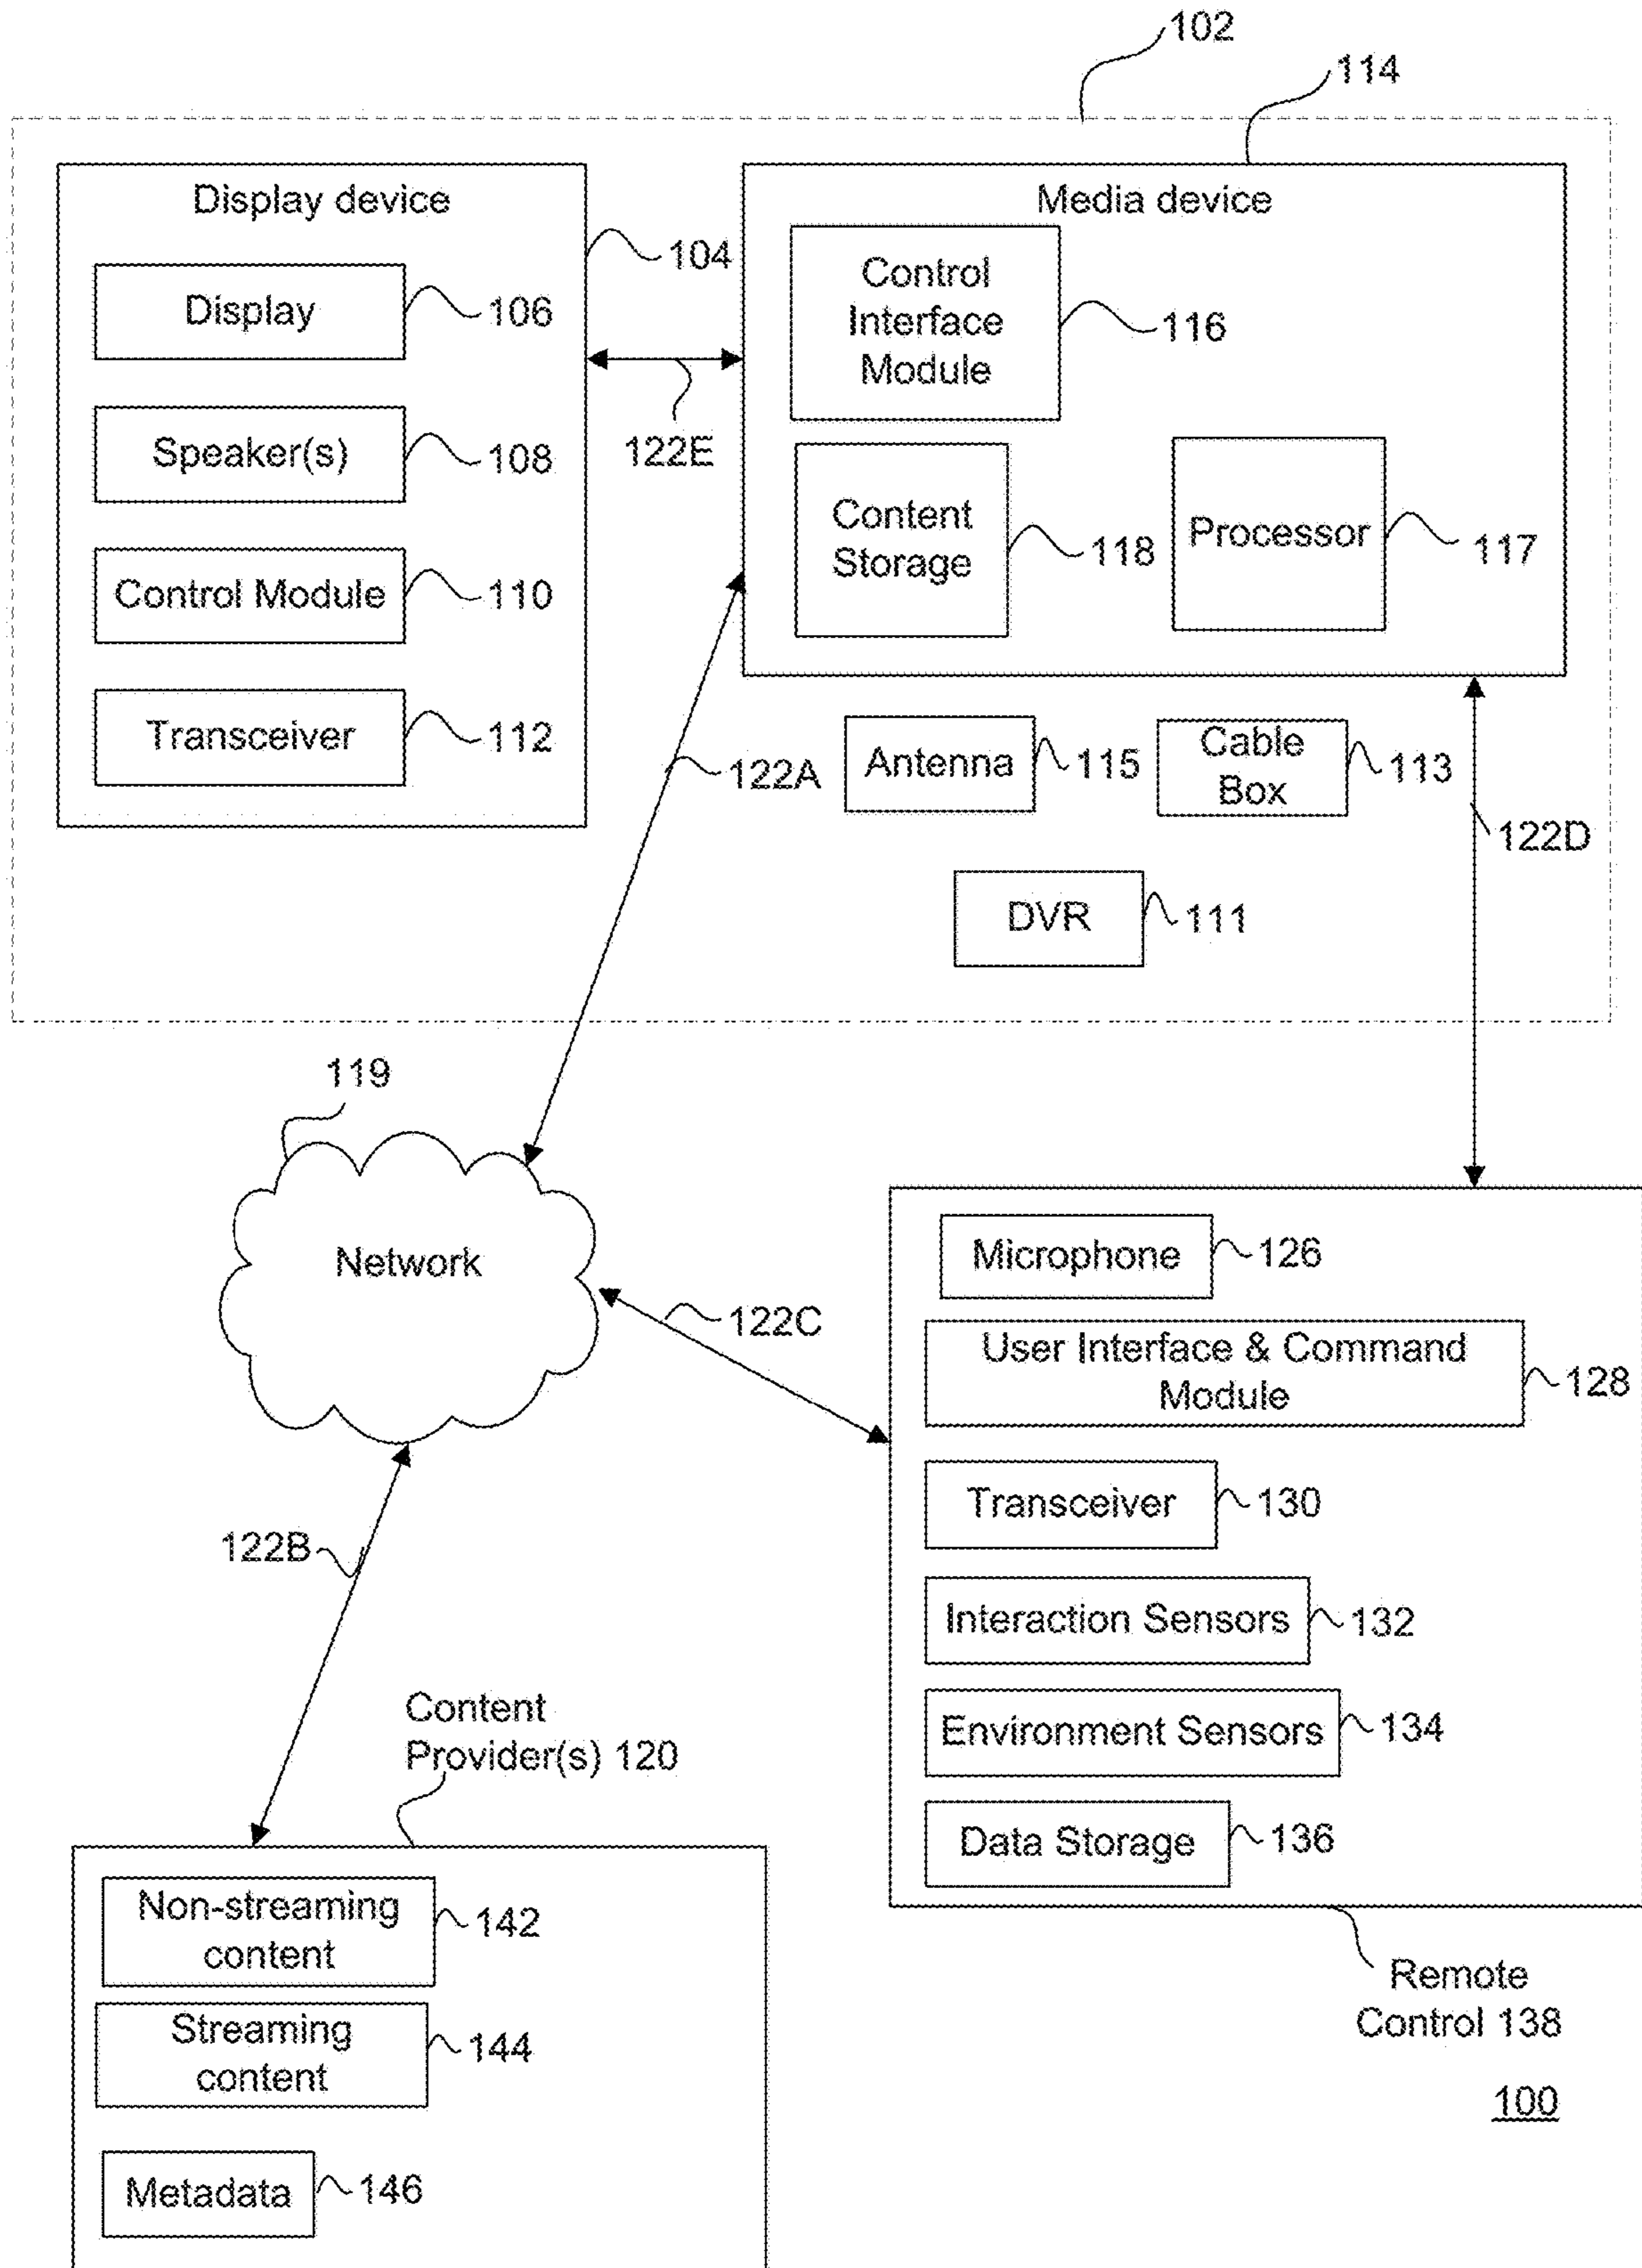 102
114
Display device
104
Display
106
Speaker(s)
108
Control Module
110
Transceiver
112
122E
Media device
Control
Interface
Module
116
Content
Storage
118
Processor
117
122A
Antenna
115
Cable
Box
113
122D
DVR
111
119
Network
122C
122B
Microphone
126
User Interface & Command
Module
128
Transceiver
130
Interaction Sensors
132
Environment Sensors
134
Data Storage
136
Remote
Control 138
Content
Provider(s) 120
Non-streaming
content
142
Streaming
content
144
Metadata
146
100